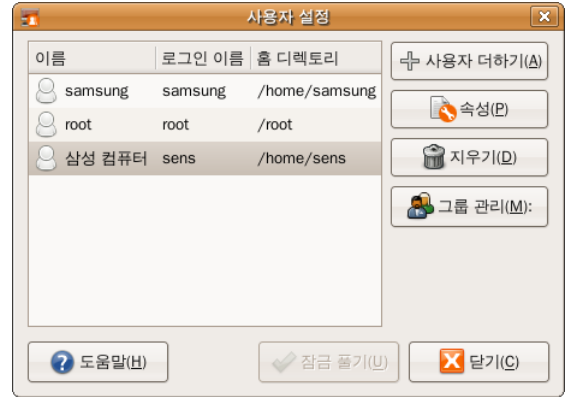 사용자 설정
이름 로그인 이름 홈 디렉토리
samsung samsung /home/samsung
root root /root
삼성 컴퓨터 sens /home/sens
사용자 더하기(A)
속성(P)
지우기(D)
그룹 관리(M):
도움말(H) 잠금 풀기(U) 닫기(C)